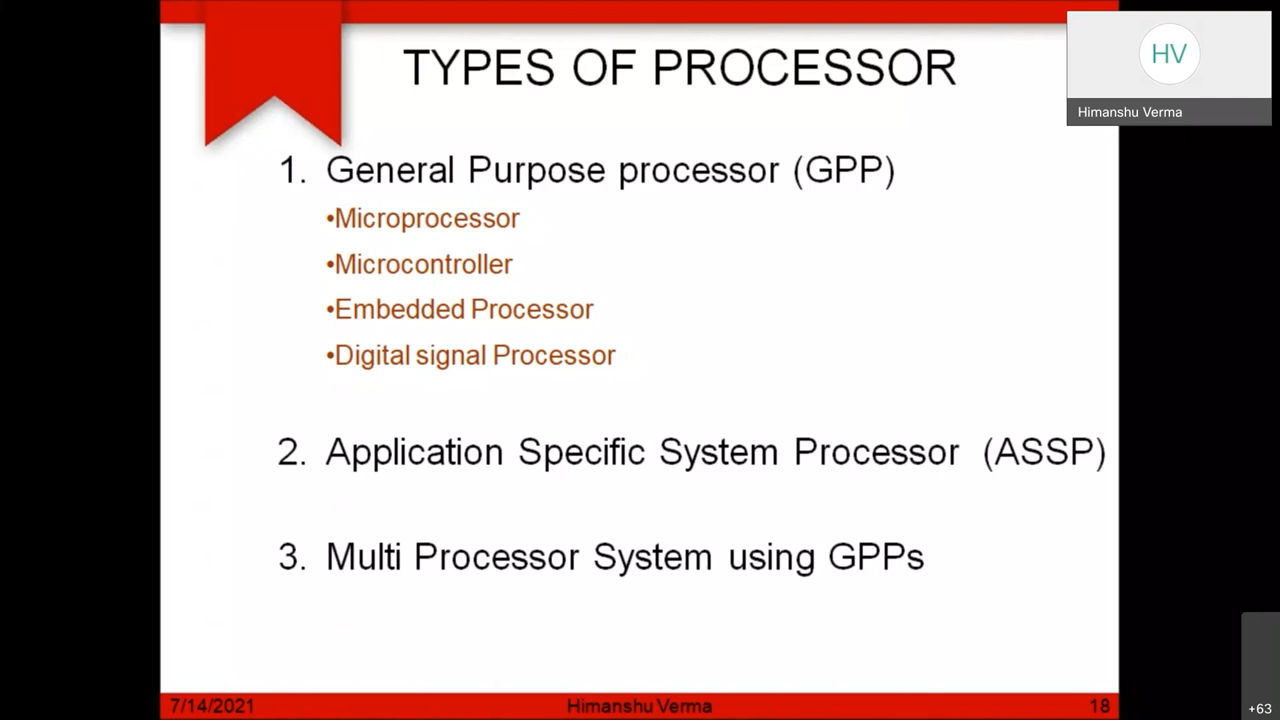 TYPES OF PROCESSOR
HV
Himanshu Verma
1. General Purpose processor (GPP)
•Microprocessor
•Microcontroller
•Embedded Processor
•Digital signal Processor
2. Application Specific System Processor (ASSP)
3. Multi Processor System using GPPs
7/14/2021 Himanshu Verma 18
+63